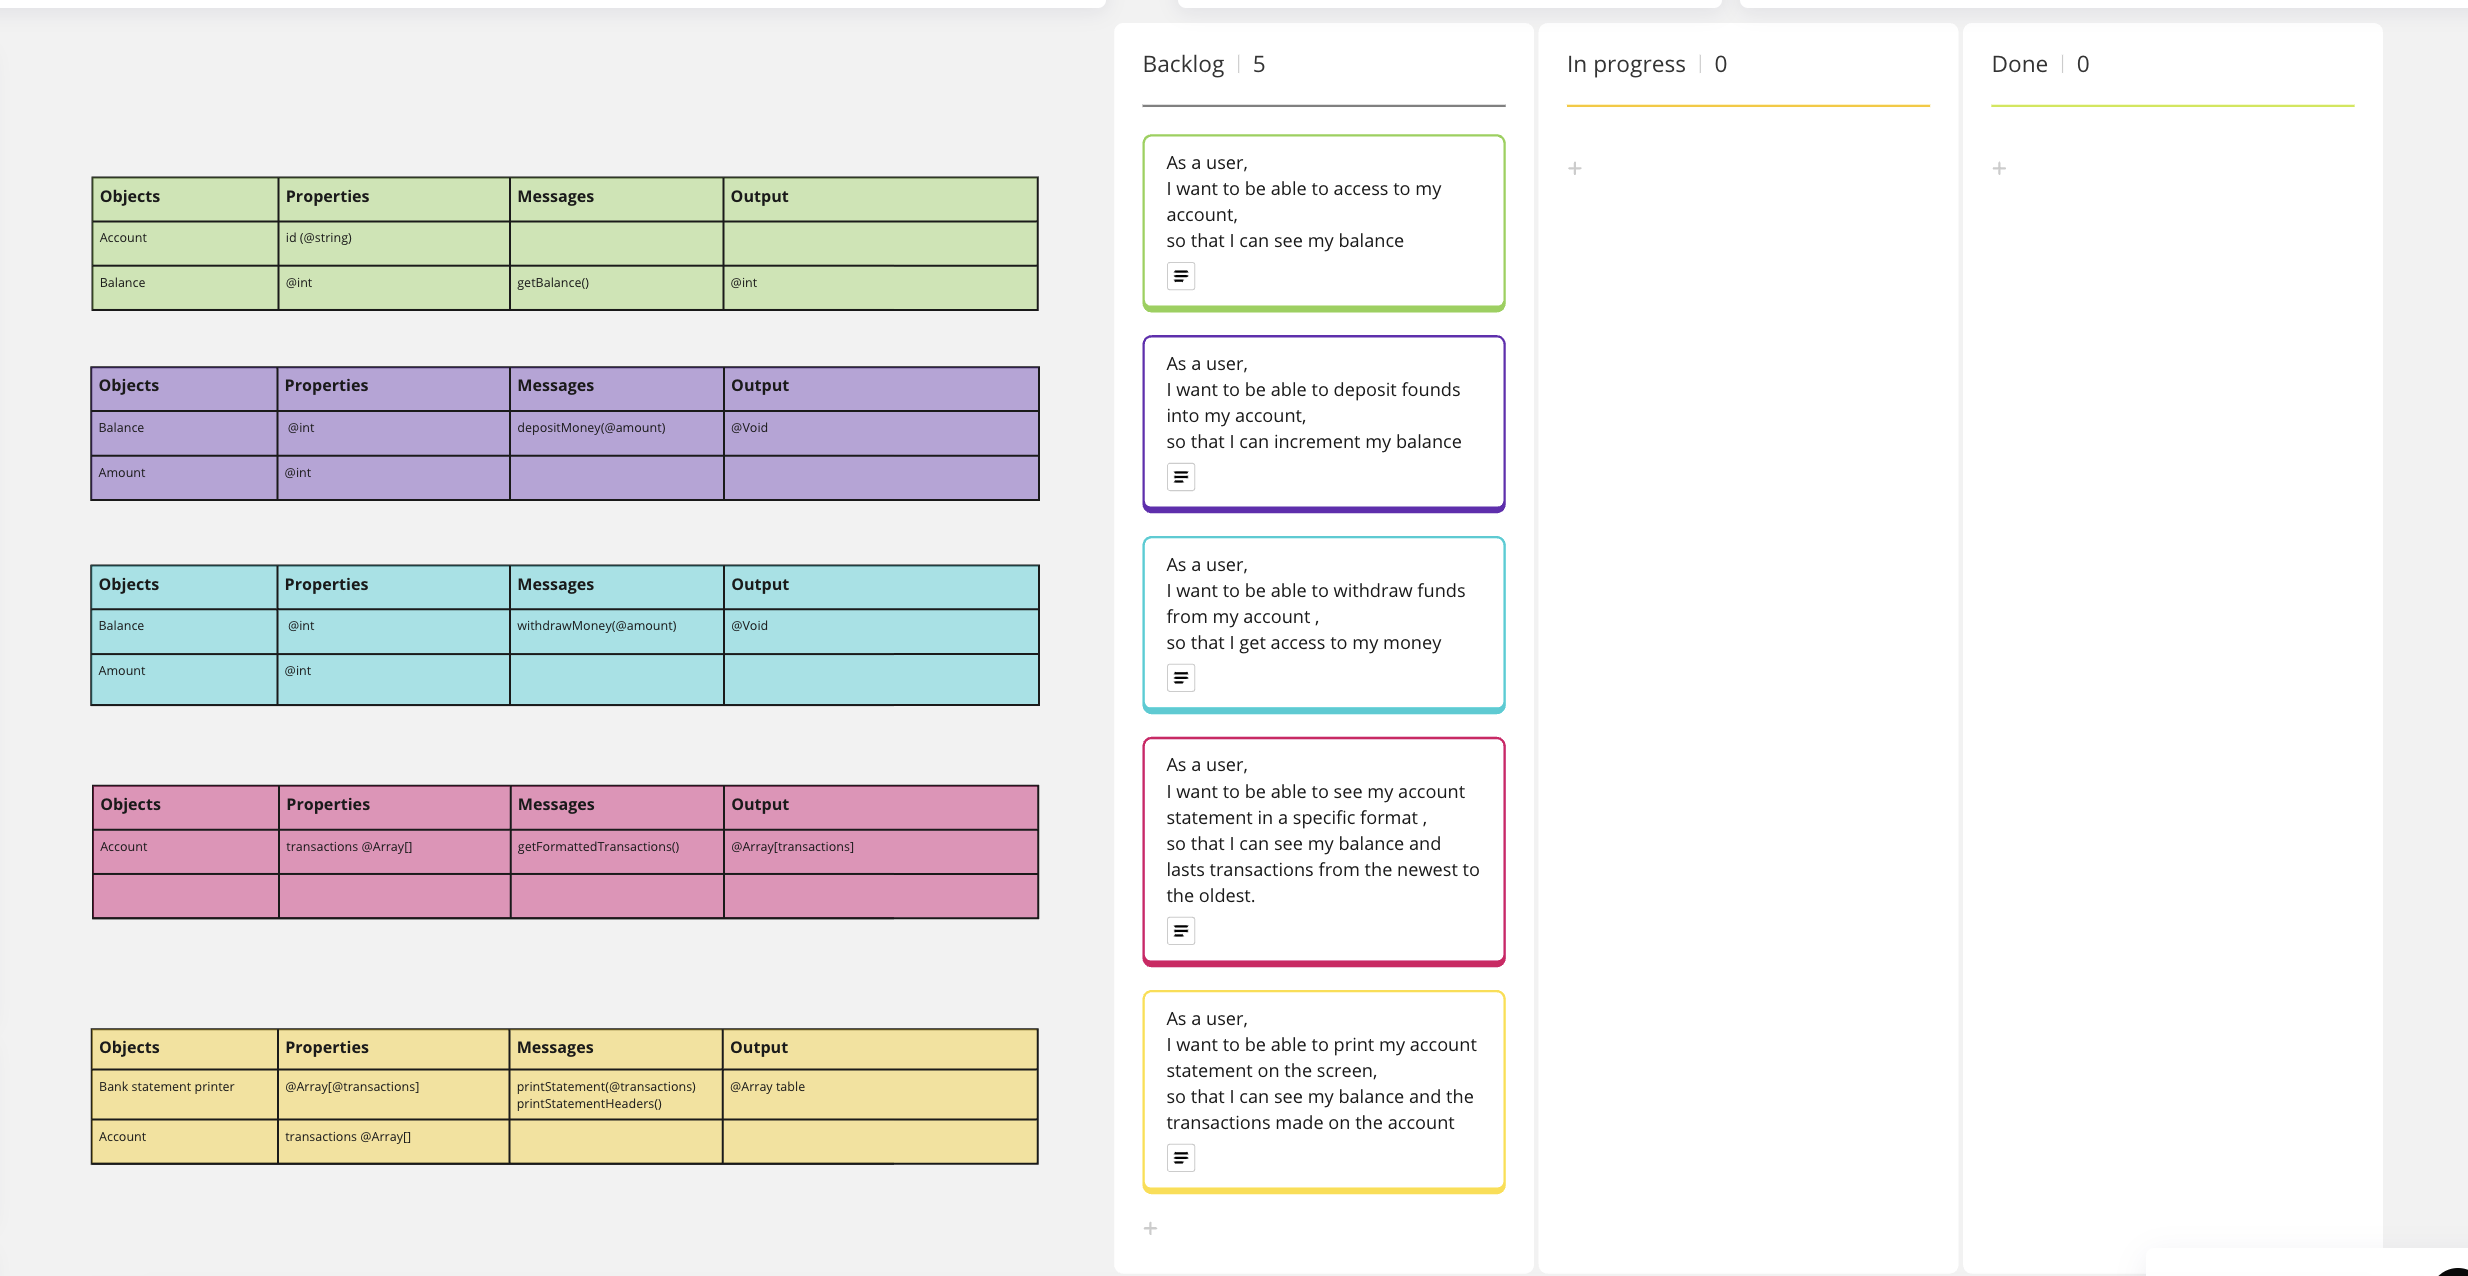 Objects Properties Messages Output
Account id (@string)
Balance @int getBalance() @int
Objects Properties Messages Output
Balance @int depositMoney(@amount) @Void
Amount @int
Objects Properties Messages Output
Balance @int withdrawMoney(@amount) @Void
Amount @int
Objects Properties Messages Output
Account transactions @Array[] getFormattedTransactions() @Array[transactions]
Objects Properties Messages Output
Bank statement printer @Array[@transactions] printStatement(@transactions) @Array table
printStatementHeaders()
Account transactions @Array[]
Backlog 5
As a user,
I want to be able to access to my
account,
so that I can see my balance
As a user,
I want to be able to deposit founds
into my account,
so that I can increment my balance
As a user,
I want to be able to withdraw funds
from my account ,
so that I get access to my money
As a user,
I want to be able to see my account
statement in a specific format ,
so that I can see my balance and
lasts transactions from the newest to
the oldest.
As a user,
I want to be able to print my account
statement on the screen,
so that I can see my balance and the
transactions made on the account
+
In progress 0
+
Done 0
+